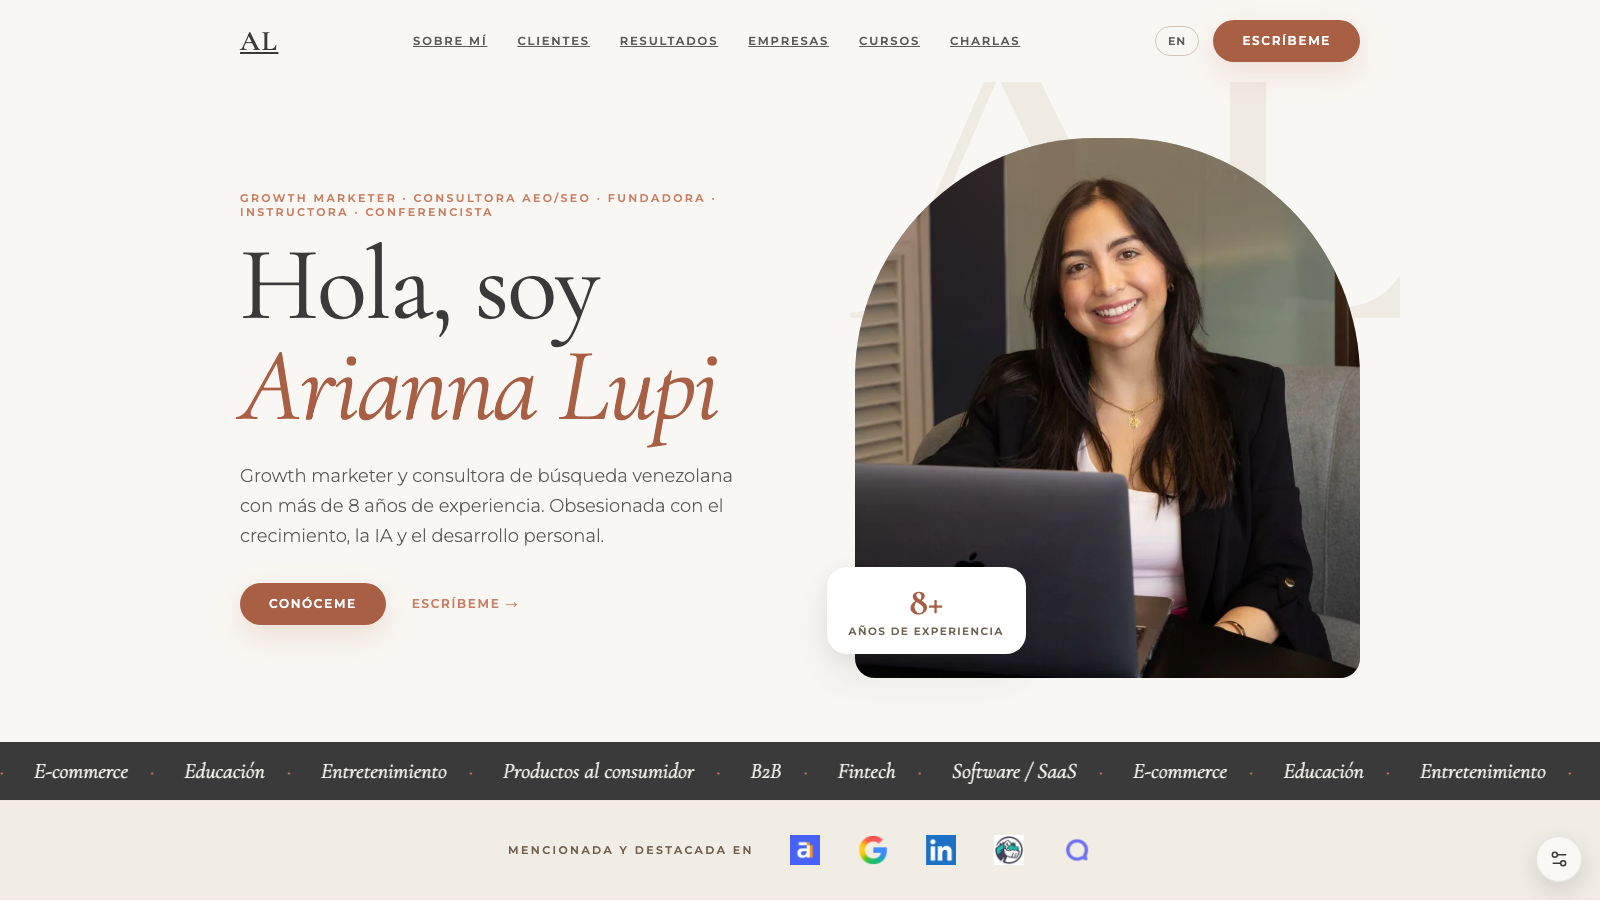 AL
SOBRE MÍ
CLIENTES
RESULTADOS
EMPRESAS
CURSOS
CHARLAS
EN
ESCRÍBEME
AL
GROWTH MARKETER · CONSULTORA AEO/SEO · FUNDADORA ·
INSTRUCTORA · CONFERENCISTA
Hola, soy
Arianna Lupi
Growth marketer y consultora de búsqueda venezolana
con más de 8 años de experiencia. Obsesionada con el
crecimiento, la IA y el desarrollo personal.
CONÓCEME
ESCRÍBEME →
8+
AÑOS DE EXPERIENCIA
· E-commerce · Educación · Entretenimiento · Productos al consumidor · B2B · Fintech · Software / SaaS · E-commerce · Educación · Entretenimiento ·
MENCIONADA Y DESTACADA EN
a
G
in